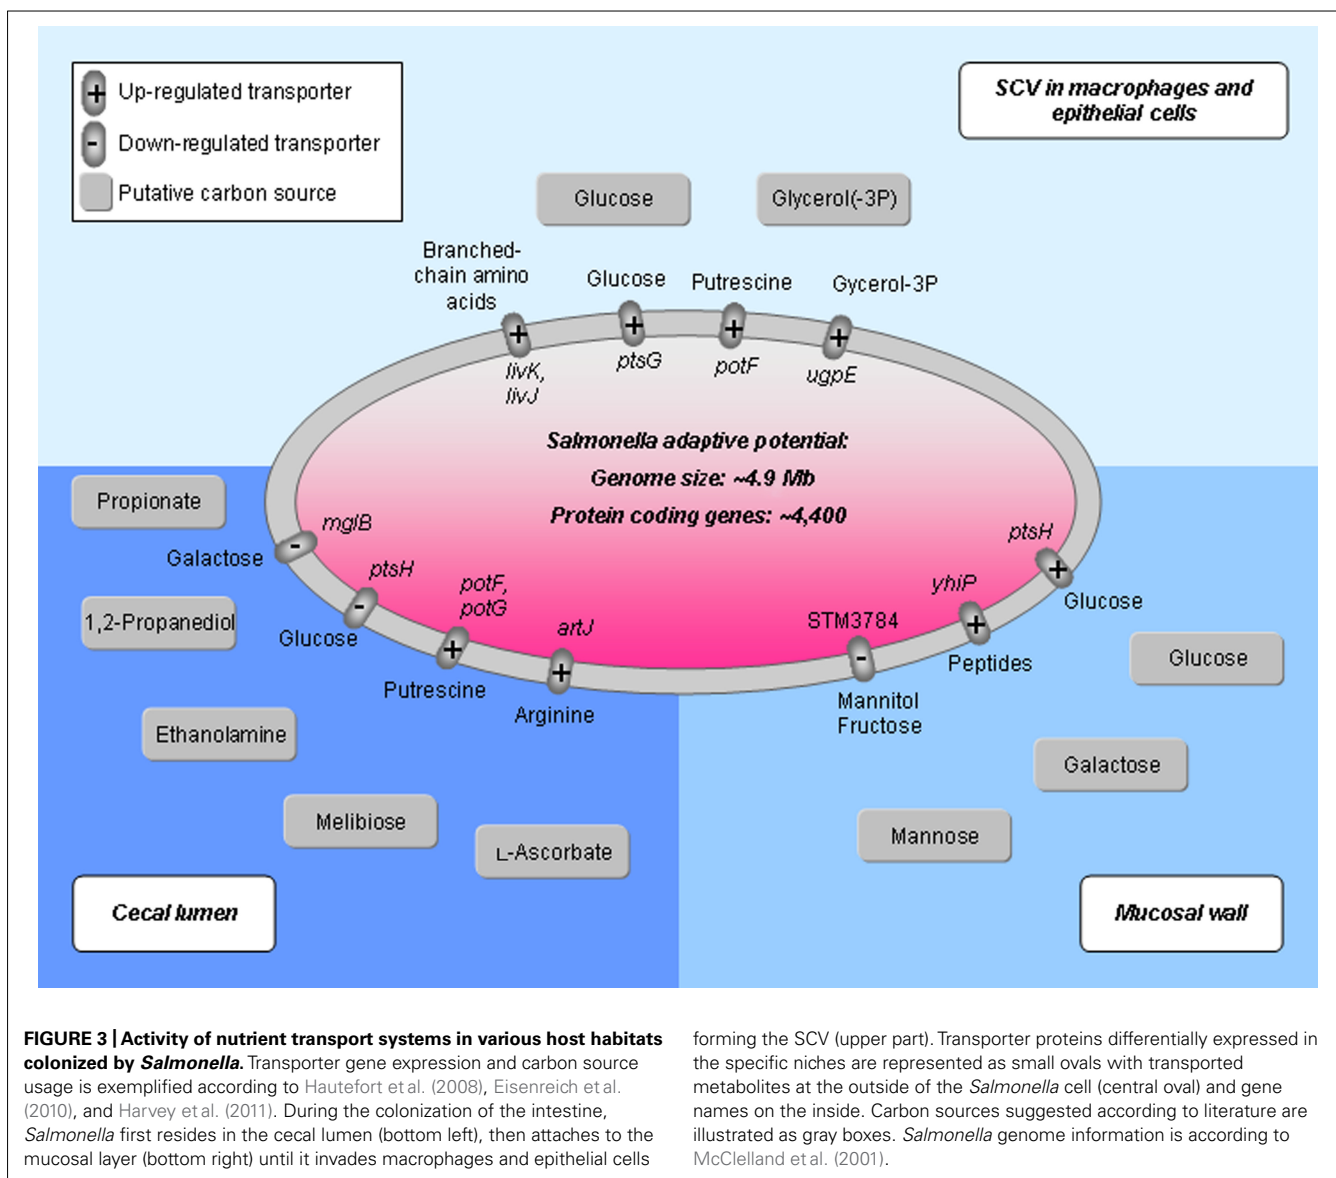 + Up-regulated transporter
- Down-regulated transporter
Putative carbon source
SCV in macrophages and
epithelial cells
Glucose
Glycerol(-3P)
Branched-
chain amino
acids
Glucose
Putrescine
Gycerol-3P
+
+
+
+
livK,
livJ
ptsG
potF
ugpE
Salmonella adaptive potential:
Genome size: ~4.9 Mb
Protein coding genes: ~4,400
Propionate
mglB
-
Galactose
ptsH
-
Glucose
1,2-Propanediol
potF,
potG
+
Putrescine
artJ
+
Arginine
STM3784
-
Mannitol
Fructose
yhiP
+
Peptides
ptsH
+
Glucose
Glucose
Ethanolamine
Galactose
Melibiose
L-Ascorbate
Mannose
Cecal lumen
Mucosal wall
FIGURE 3 | Activity of nutrient transport systems in various host habitats
colonized by Salmonella. Transporter gene expression and carbon source
usage is exemplified according to Hautefort et al. (2008), Eisenreich et al.
(2010), and Harvey et al. (2011). During the colonization of the intestine,
Salmonella first resides in the cecal lumen (bottom left), then attaches to the
mucosal layer (bottom right) until it invades macrophages and epithelial cells
forming the SCV (upper part). Transporter proteins differentially expressed in
the specific niches are represented as small ovals with transported
metabolites at the outside of the Salmonella cell (central oval) and gene
names on the inside. Carbon sources suggested according to literature are
illustrated as gray boxes. Salmonella genome information is according to
McClelland et al. (2001).